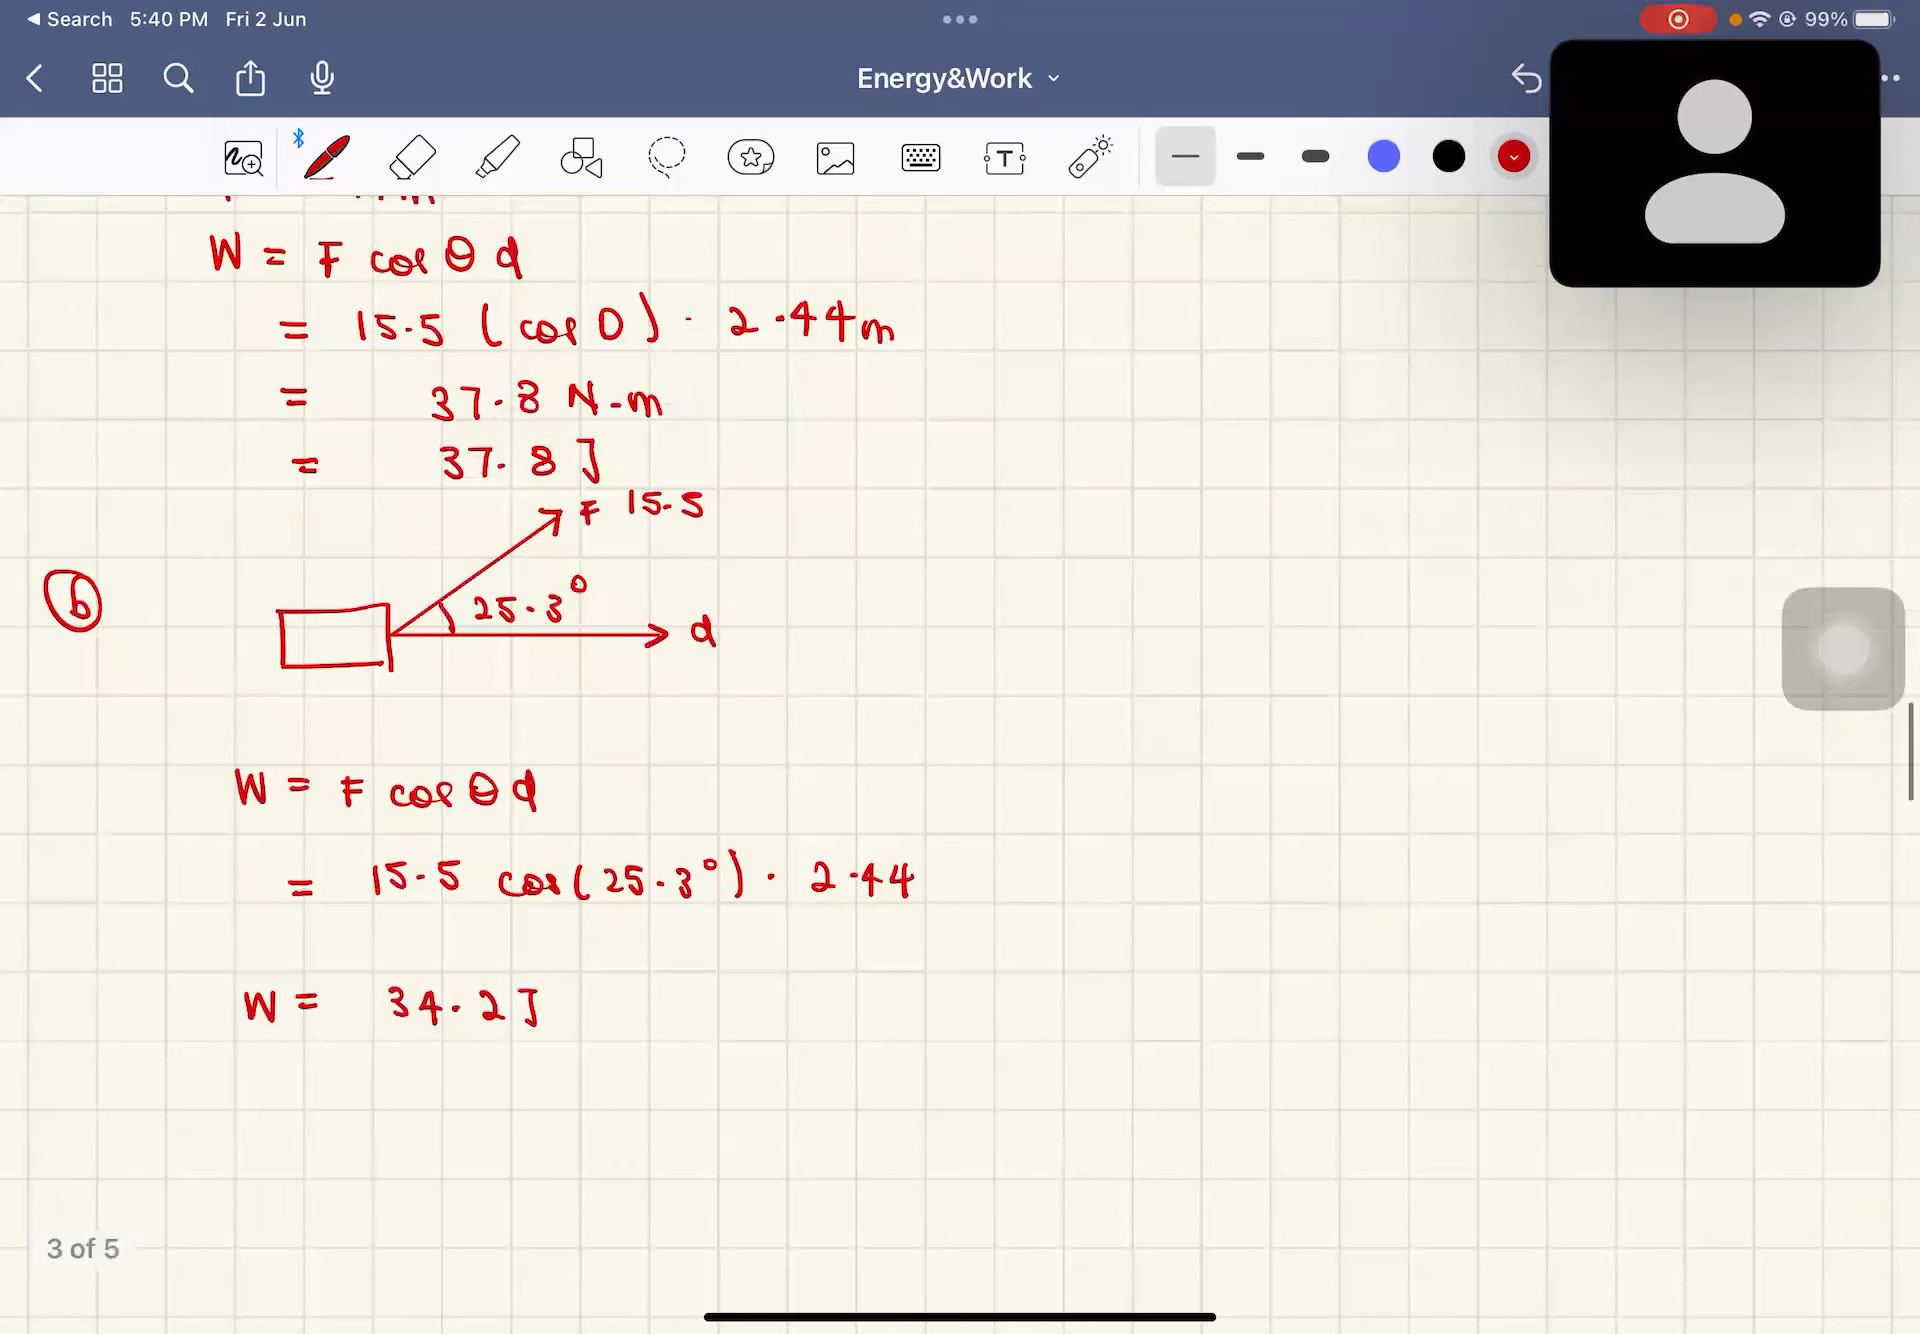 Search 5:40 PM Fri 2 Jun 99%
Energy&Work
T
W = F cos θ d
= 15.5 (cos 0) · 2.44m
= 37.8 N-m
= 37.8 J
F 15.5
b
25.3°
d
W = F cos θ d
= 15.5 cos(25.3°) · 2.44
W = 34.2 J
3 of 5